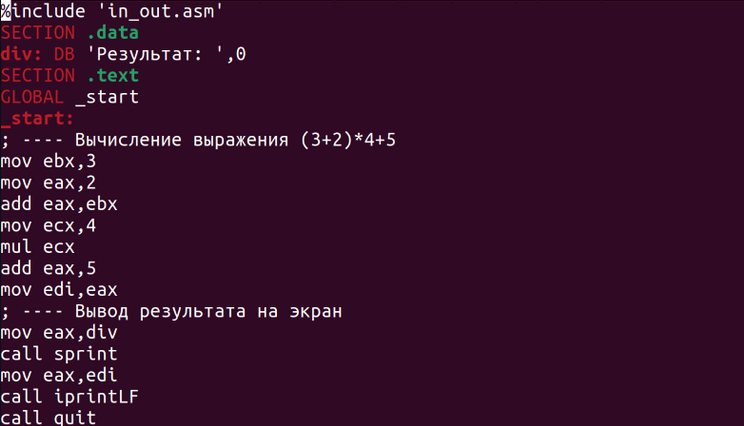 %include 'in_out.asm'
SECTION .data
div: DB 'Результат: ',0
SECTION .text
GLOBAL _start
_start:
; ---- Вычисление выражения (3+2)*4+5
mov ebx,3
mov eax,2
add eax,ebx
mov ecx,4
mul ecx
add eax,5
mov edi,eax
; ---- Вывод результата на экран
mov eax,div
call sprint
mov eax,edi
call iprintLF
call quit